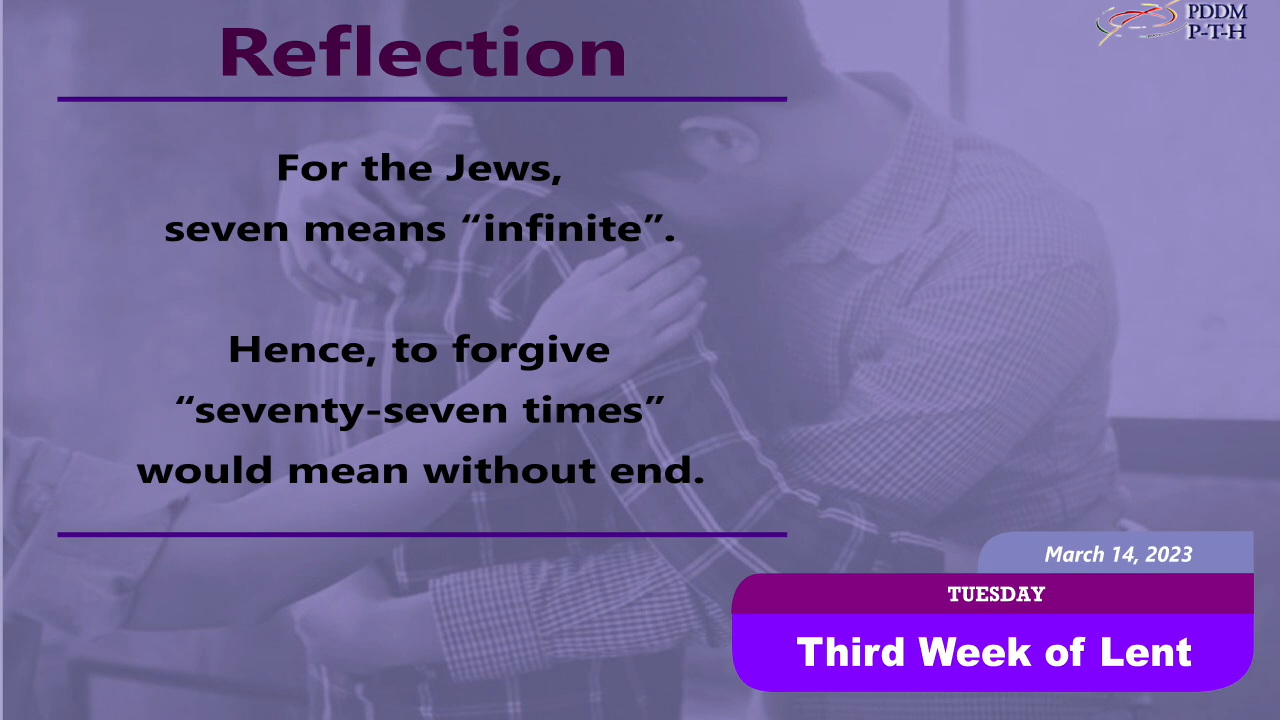 Reflection
PDDM
P-T-H
For the Jews,
seven means “infinite”.
Hence, to forgive
“seventy-seven times”
would mean without end.
March 14, 2023
TUESDAY
Third Week of Lent